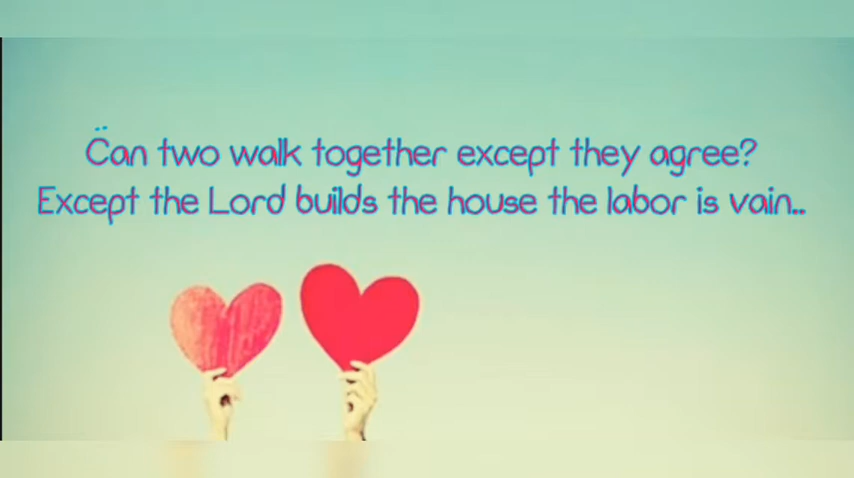 Can two walk together except they agree?
Except the Lord builds the house the labor is vain..